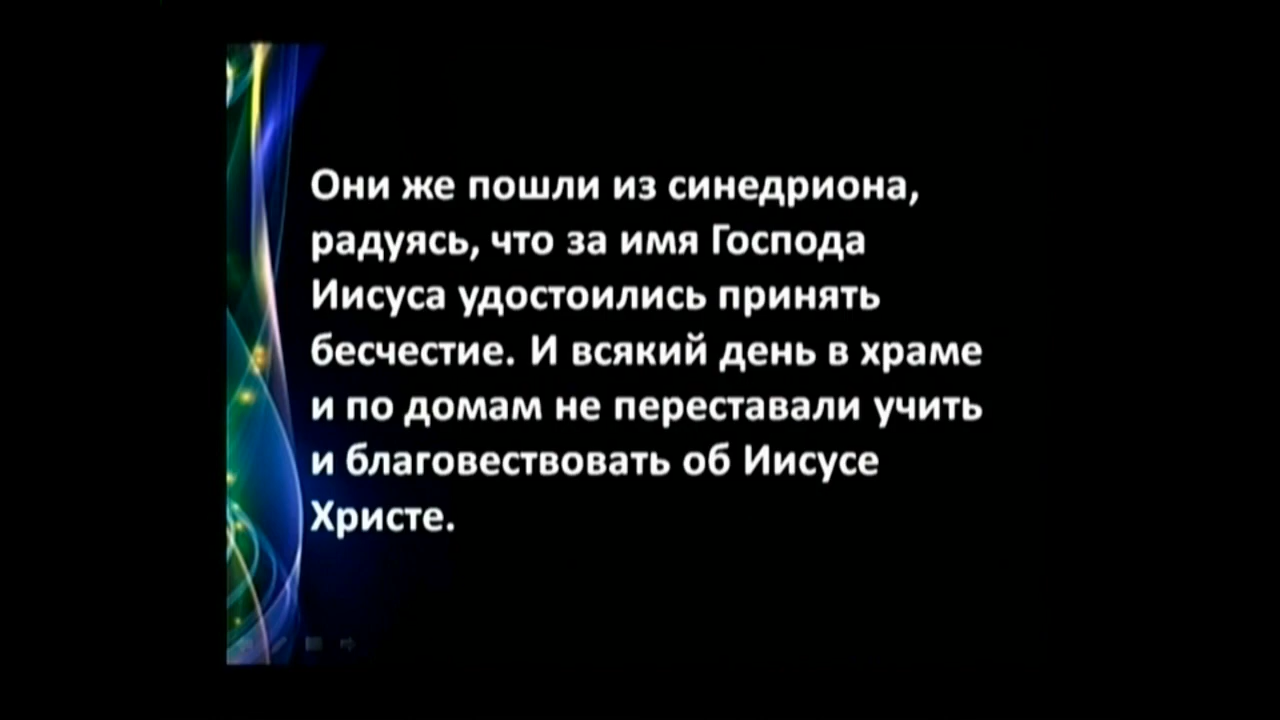 Они же пошли из синедриона,
радуясь, что за имя Господа
Иисуса удостоились принять
бесчестие. И всякий день в храме
и по домам не переставали учить
и благовествовать об Иисусе
Христе.